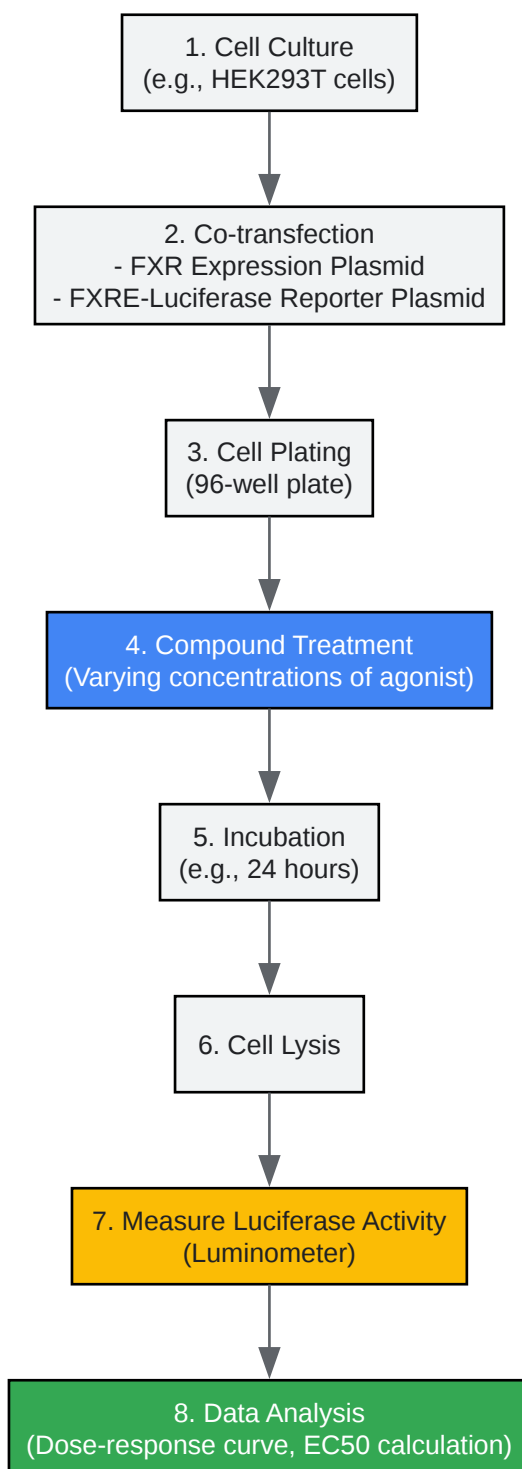 1. Cell Culture
(e.g., HEK293T cells)
2. Co-transfection
- FXR Expression Plasmid
- FXRE-Luciferase Reporter Plasmid
3. Cell Plating
(96-well plate)
4. Compound Treatment
(Varying concentrations of agonist)
5. Incubation
(e.g., 24 hours)
6. Cell Lysis
7. Measure Luciferase Activity
(Luminometer)
8. Data Analysis
(Dose-response curve, EC50 calculation)